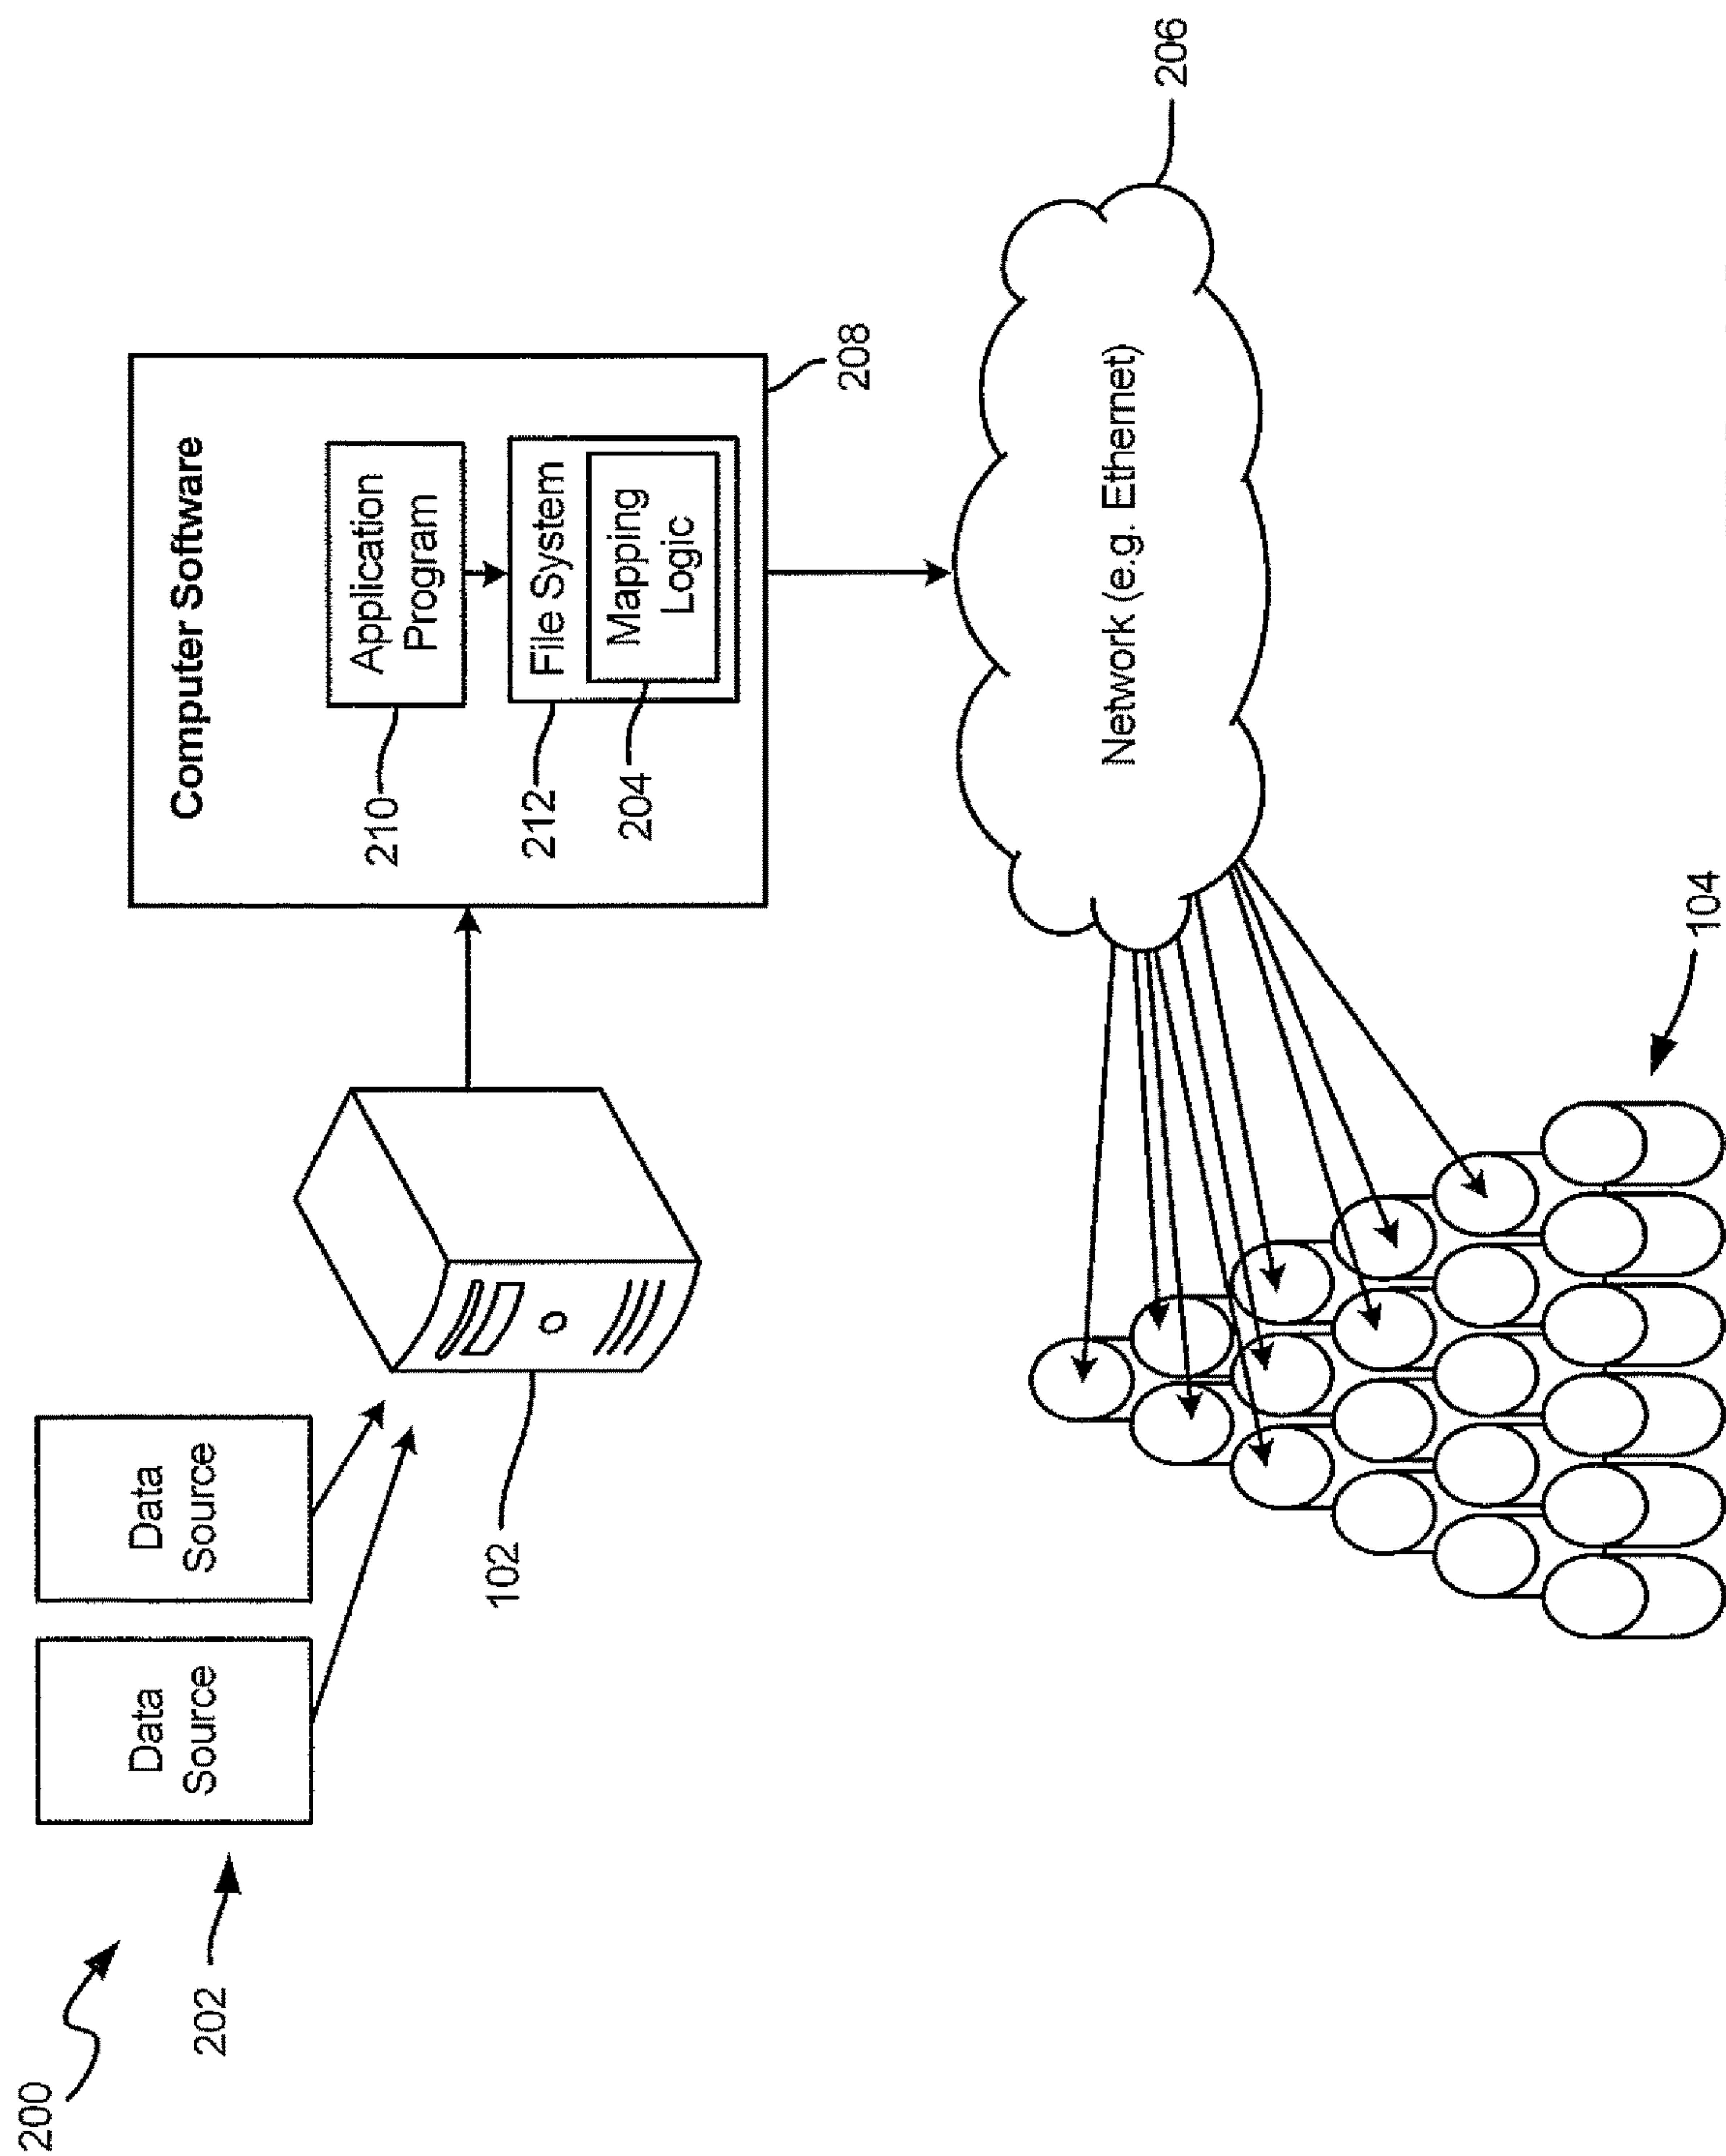 200
202
Data
Source
Data
Source
102
Computer Software
210
Application
Program
212
File System
204
Mapping
Logic
208
Network (e.g. Ethernet)
206
104